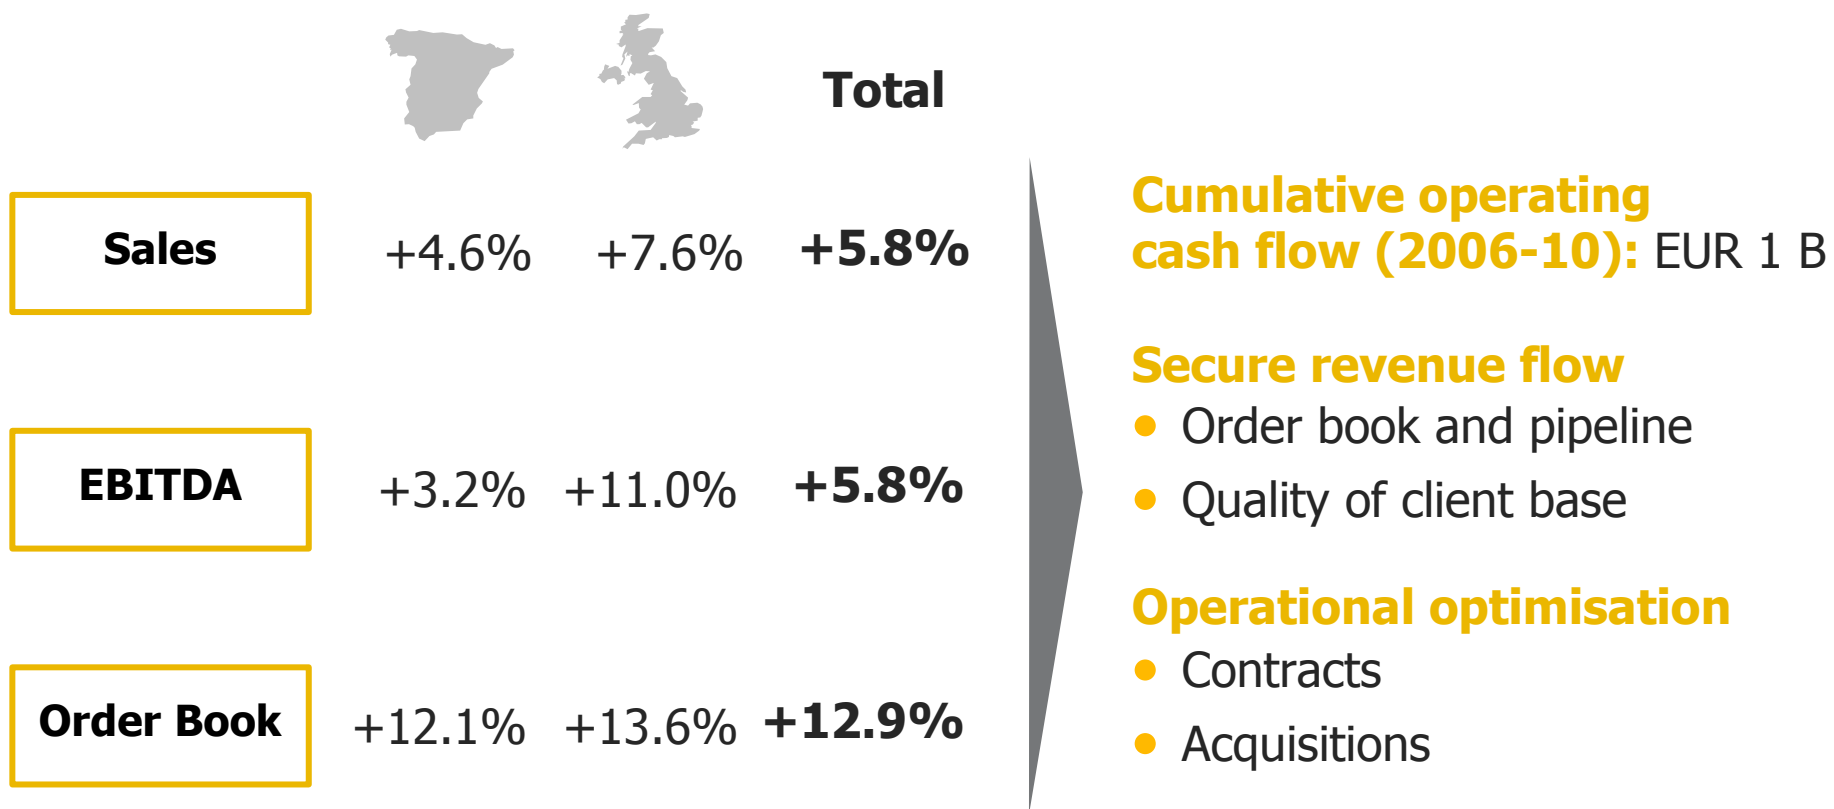 Total
Sales +4.6% +7.6% +5.8%
EBITDA +3.2% +11.0% +5.8%
Order Book +12.1% +13.6% +12.9%
Cumulative operating
cash flow (2006-10): EUR 1 B
Secure revenue flow
• Order book and pipeline
• Quality of client base
Operational optimisation
• Contracts
• Acquisitions